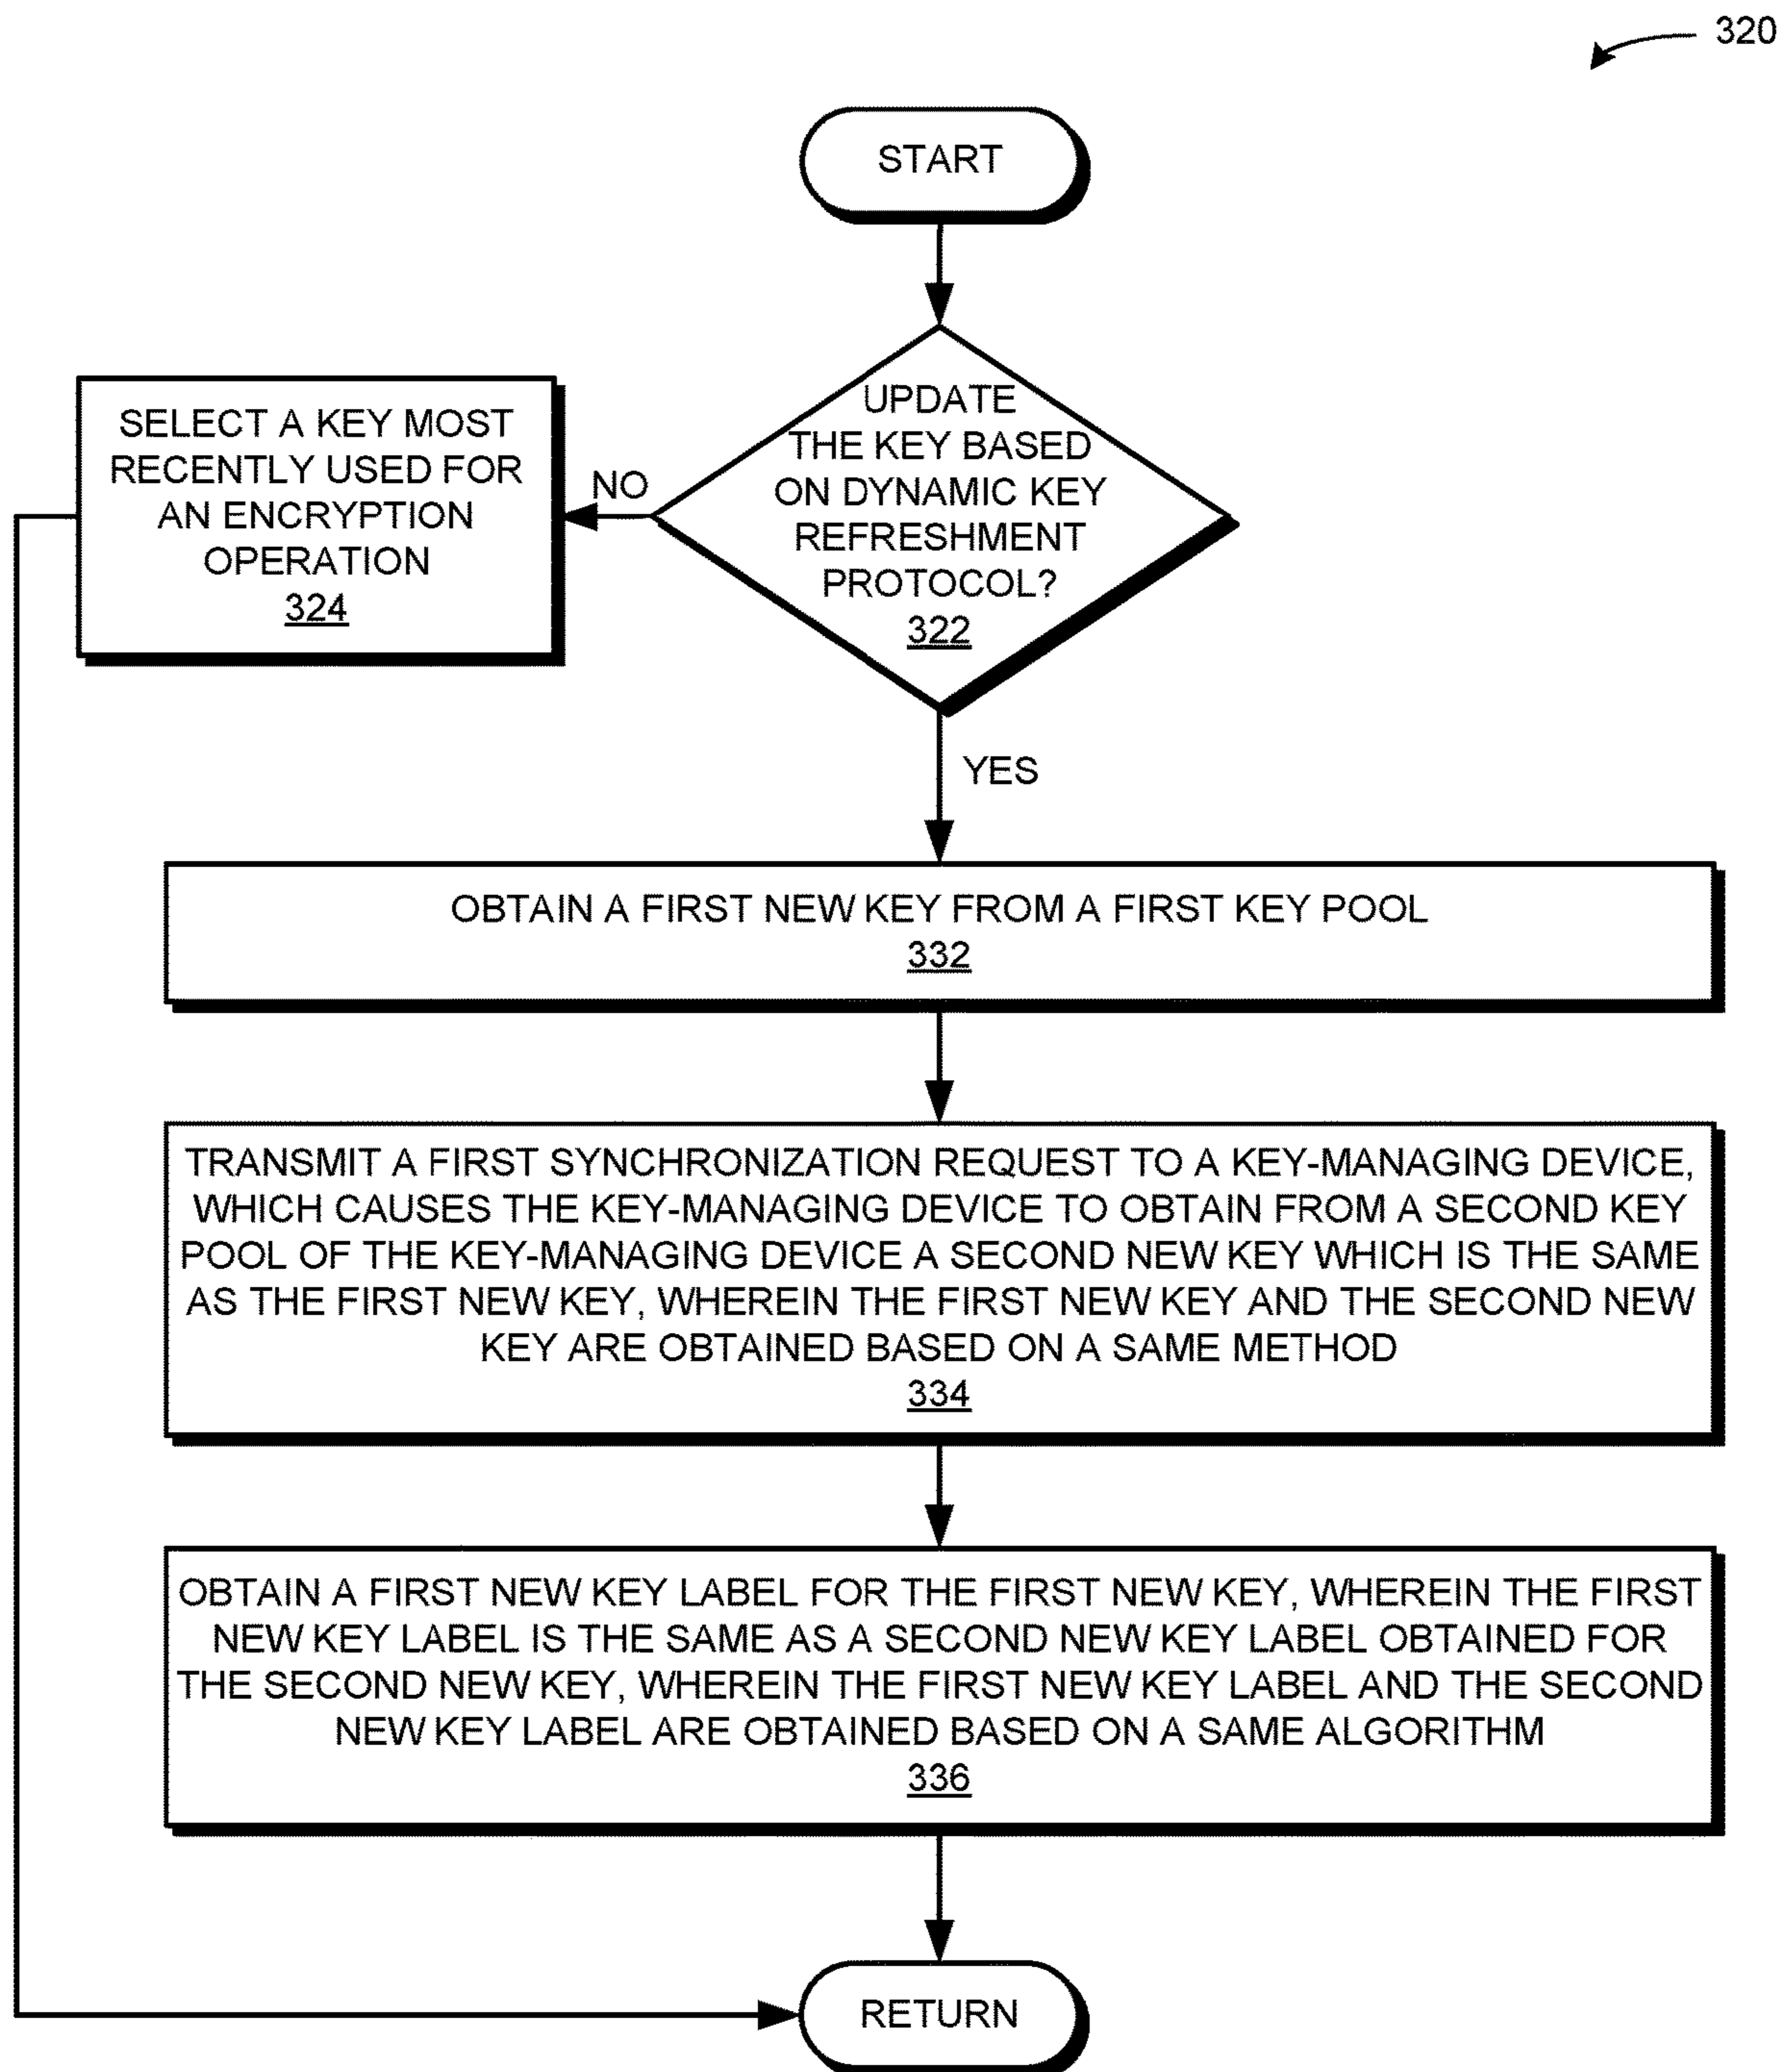 320
START
UPDATE
THE KEY BASED
ON DYNAMIC KEY
REFRESHMENT
PROTOCOL?
322
NO
SELECT A KEY MOST
RECENTLY USED FOR
AN ENCRYPTION
OPERATION
324
YES
OBTAIN A FIRST NEW KEY FROM A FIRST KEY POOL
332
TRANSMIT A FIRST SYNCHRONIZATION REQUEST TO A KEY-MANAGING DEVICE,
WHICH CAUSES THE KEY-MANAGING DEVICE TO OBTAIN FROM A SECOND KEY
POOL OF THE KEY-MANAGING DEVICE A SECOND NEW KEY WHICH IS THE SAME
AS THE FIRST NEW KEY, WHEREIN THE FIRST NEW KEY AND THE SECOND NEW
KEY ARE OBTAINED BASED ON A SAME METHOD
334
OBTAIN A FIRST NEW KEY LABEL FOR THE FIRST NEW KEY, WHEREIN THE FIRST
NEW KEY LABEL IS THE SAME AS A SECOND NEW KEY LABEL OBTAINED FOR
THE SECOND NEW KEY, WHEREIN THE FIRST NEW KEY LABEL AND THE SECOND
NEW KEY LABEL ARE OBTAINED BASED ON A SAME ALGORITHM
336
RETURN